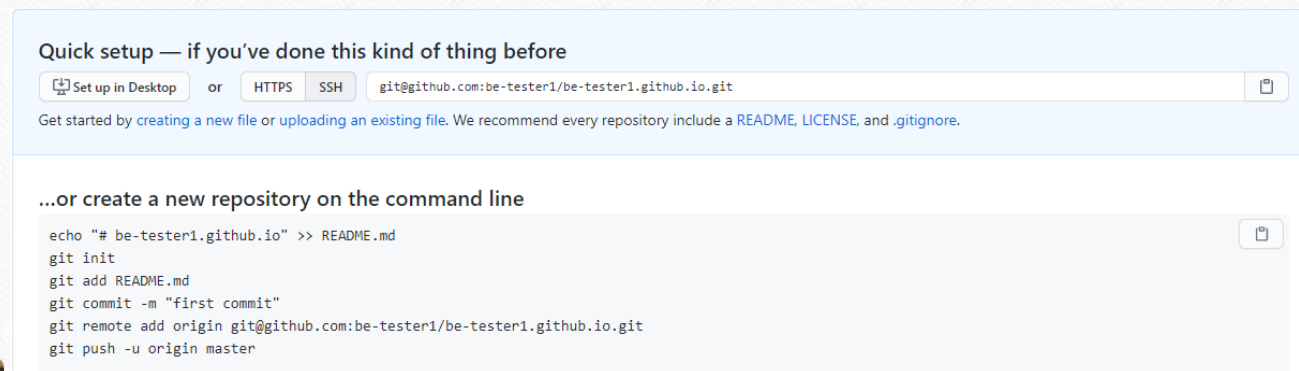 Quick setup — if you've done this kind of thing before
Set up in Desktop or HTTPS SSH git@github.com:be-tester1/be-tester1.github.io.git
Get started by creating a new file or uploading an existing file. We recommend every repository include a README, LICENSE, and .gitignore.
...or create a new repository on the command line
echo "# be-tester1.github.io" >> README.md
git init
git add README.md
git commit -m "first commit"
git remote add origin git@github.com:be-tester1/be-tester1.github.io.git
git push -u origin master